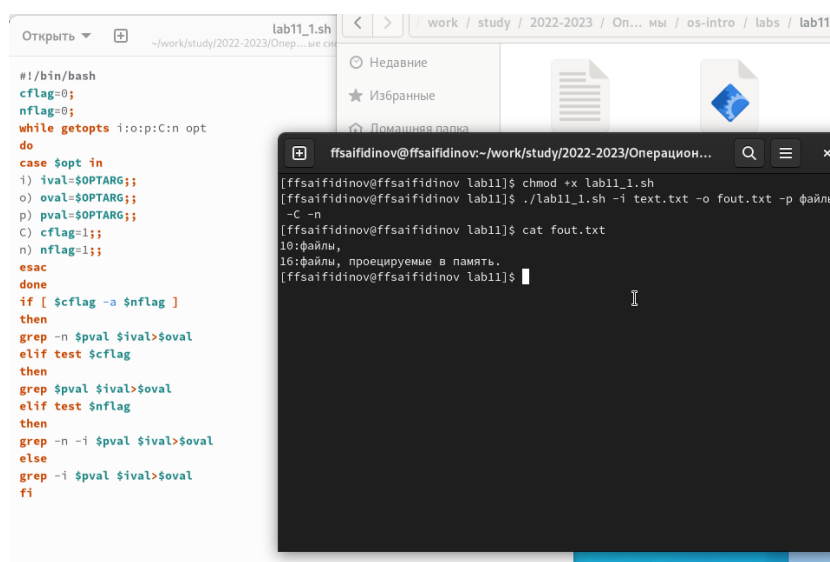 Открыть
lab11_1.sh
~/work/study/2022-2023/Опер...ые си
work / study / 2022-2023 / Оп... мы / os-intro / labs / lab11
Недавние
Избранные
Домашняя папка
#!/bin/bash
cflag=0;
nflag=0;
while getopts i:o:p:C:n opt
do
case $opt in
i) ival=$OPTARG;;
o) oval=$OPTARG;;
p) pval=$OPTARG;;
C) cflag=1;;
n) nflag=1;;
esac
done
if [ $cflag -a $nflag ]
then
grep -n $pval $ival>$oval
elif test $cflag
then
grep $pval $ival>$oval
elif test $nflag
then
grep -n -i $pval $ival>$oval
else
grep -i $pval $ival>$oval
fi
ffsaifidinov@ffsaifidinov:~/work/study/2022-2023/Операцион...
[ffsaifidinov@ffsaifidinov lab11]$ chmod +x lab11_1.sh
[ffsaifidinov@ffsaifidinov lab11]$ ./lab11_1.sh -i text.txt -o fout.txt -p файлы
-C -n
[ffsaifidinov@ffsaifidinov lab11]$ cat fout.txt
10:файлы,
16:файлы, проецируемые в память.
[ffsaifidinov@ffsaifidinov lab11]$